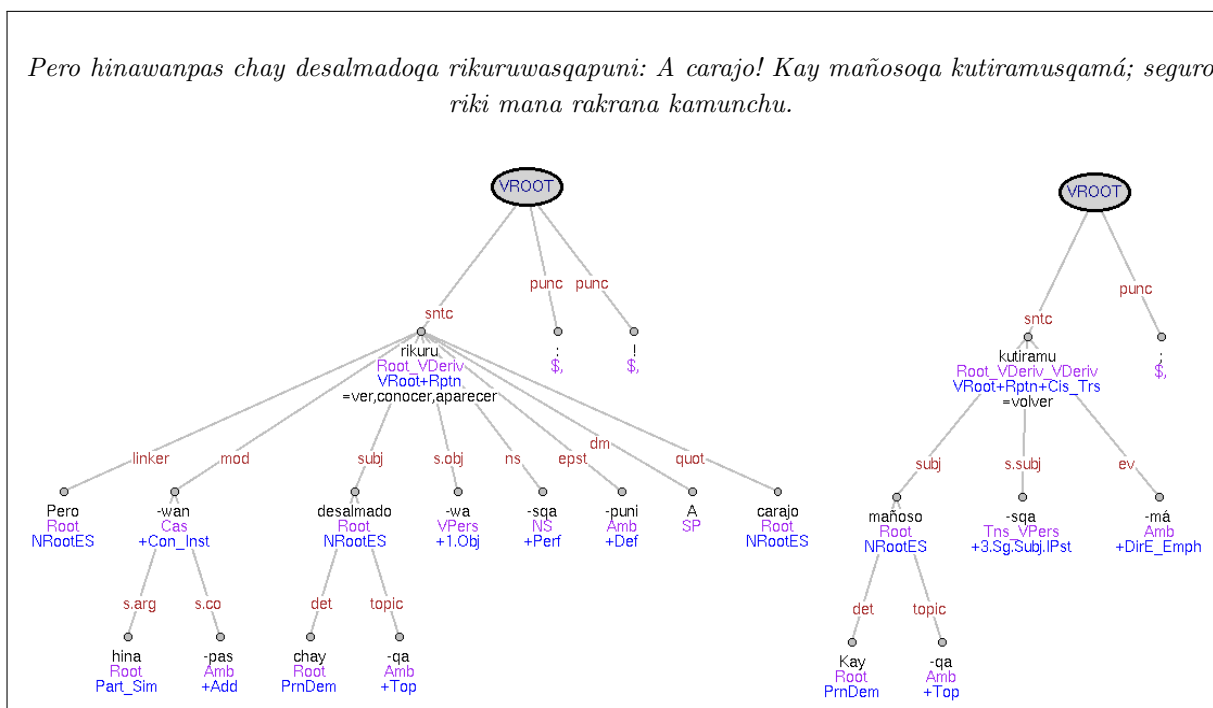 Pero hinawanpas chay desalmadoqa rikuruwasqapuni: A carajo! Kay mañosoqa kutiramusqamá; seguro
riki mana rakrana kamunchu.
VROOT VROOT
punc punc punc
sntc sntc
rikuru : ! kutiramu ;
Root_VDeriv $, $, Root_VDeriv_VDeriv $,
VRoot+Rptn VRoot+Rptn+Cis_Trs
=ver,conocer,aparecer =volver
dm
linker mod subj s.obj ns epst quot subj s.subj ev
Pero -wan desalmado -wa -sqa -puni A carajo mañoso -sqa -má
Root Cas Root VPers NS Amb SP Root Root Tns_VPers Amb
NRootES +Con_Inst NRootES +1.Obj +Perf +Def NRootES NRootES +3.Sg.Subj.IPst +DirE_Emph
s.arg s.co det topic det topic
hina -pas chay -qa Kay -qa
Root Amb Root Amb Root Amb
Part_Sim +Add PrnDem +Top PrnDem +Top